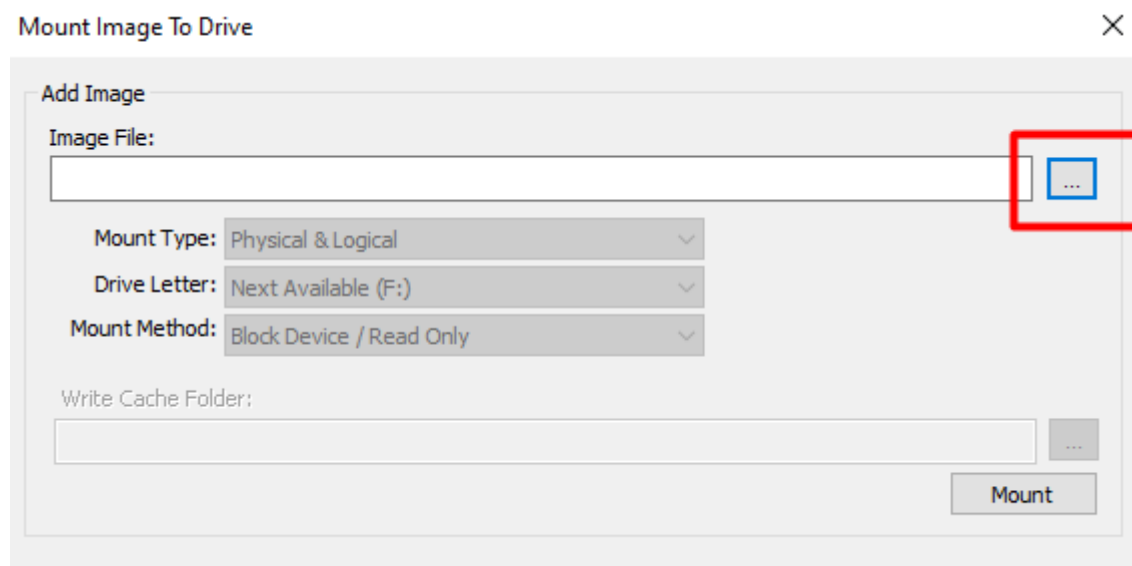 Mount Image To Drive
Add Image
Image File:
...
Mount Type: Physical & Logical
Drive Letter: Next Available (F:)
Mount Method: Block Device / Read Only
Write Cache Folder:
...
Mount